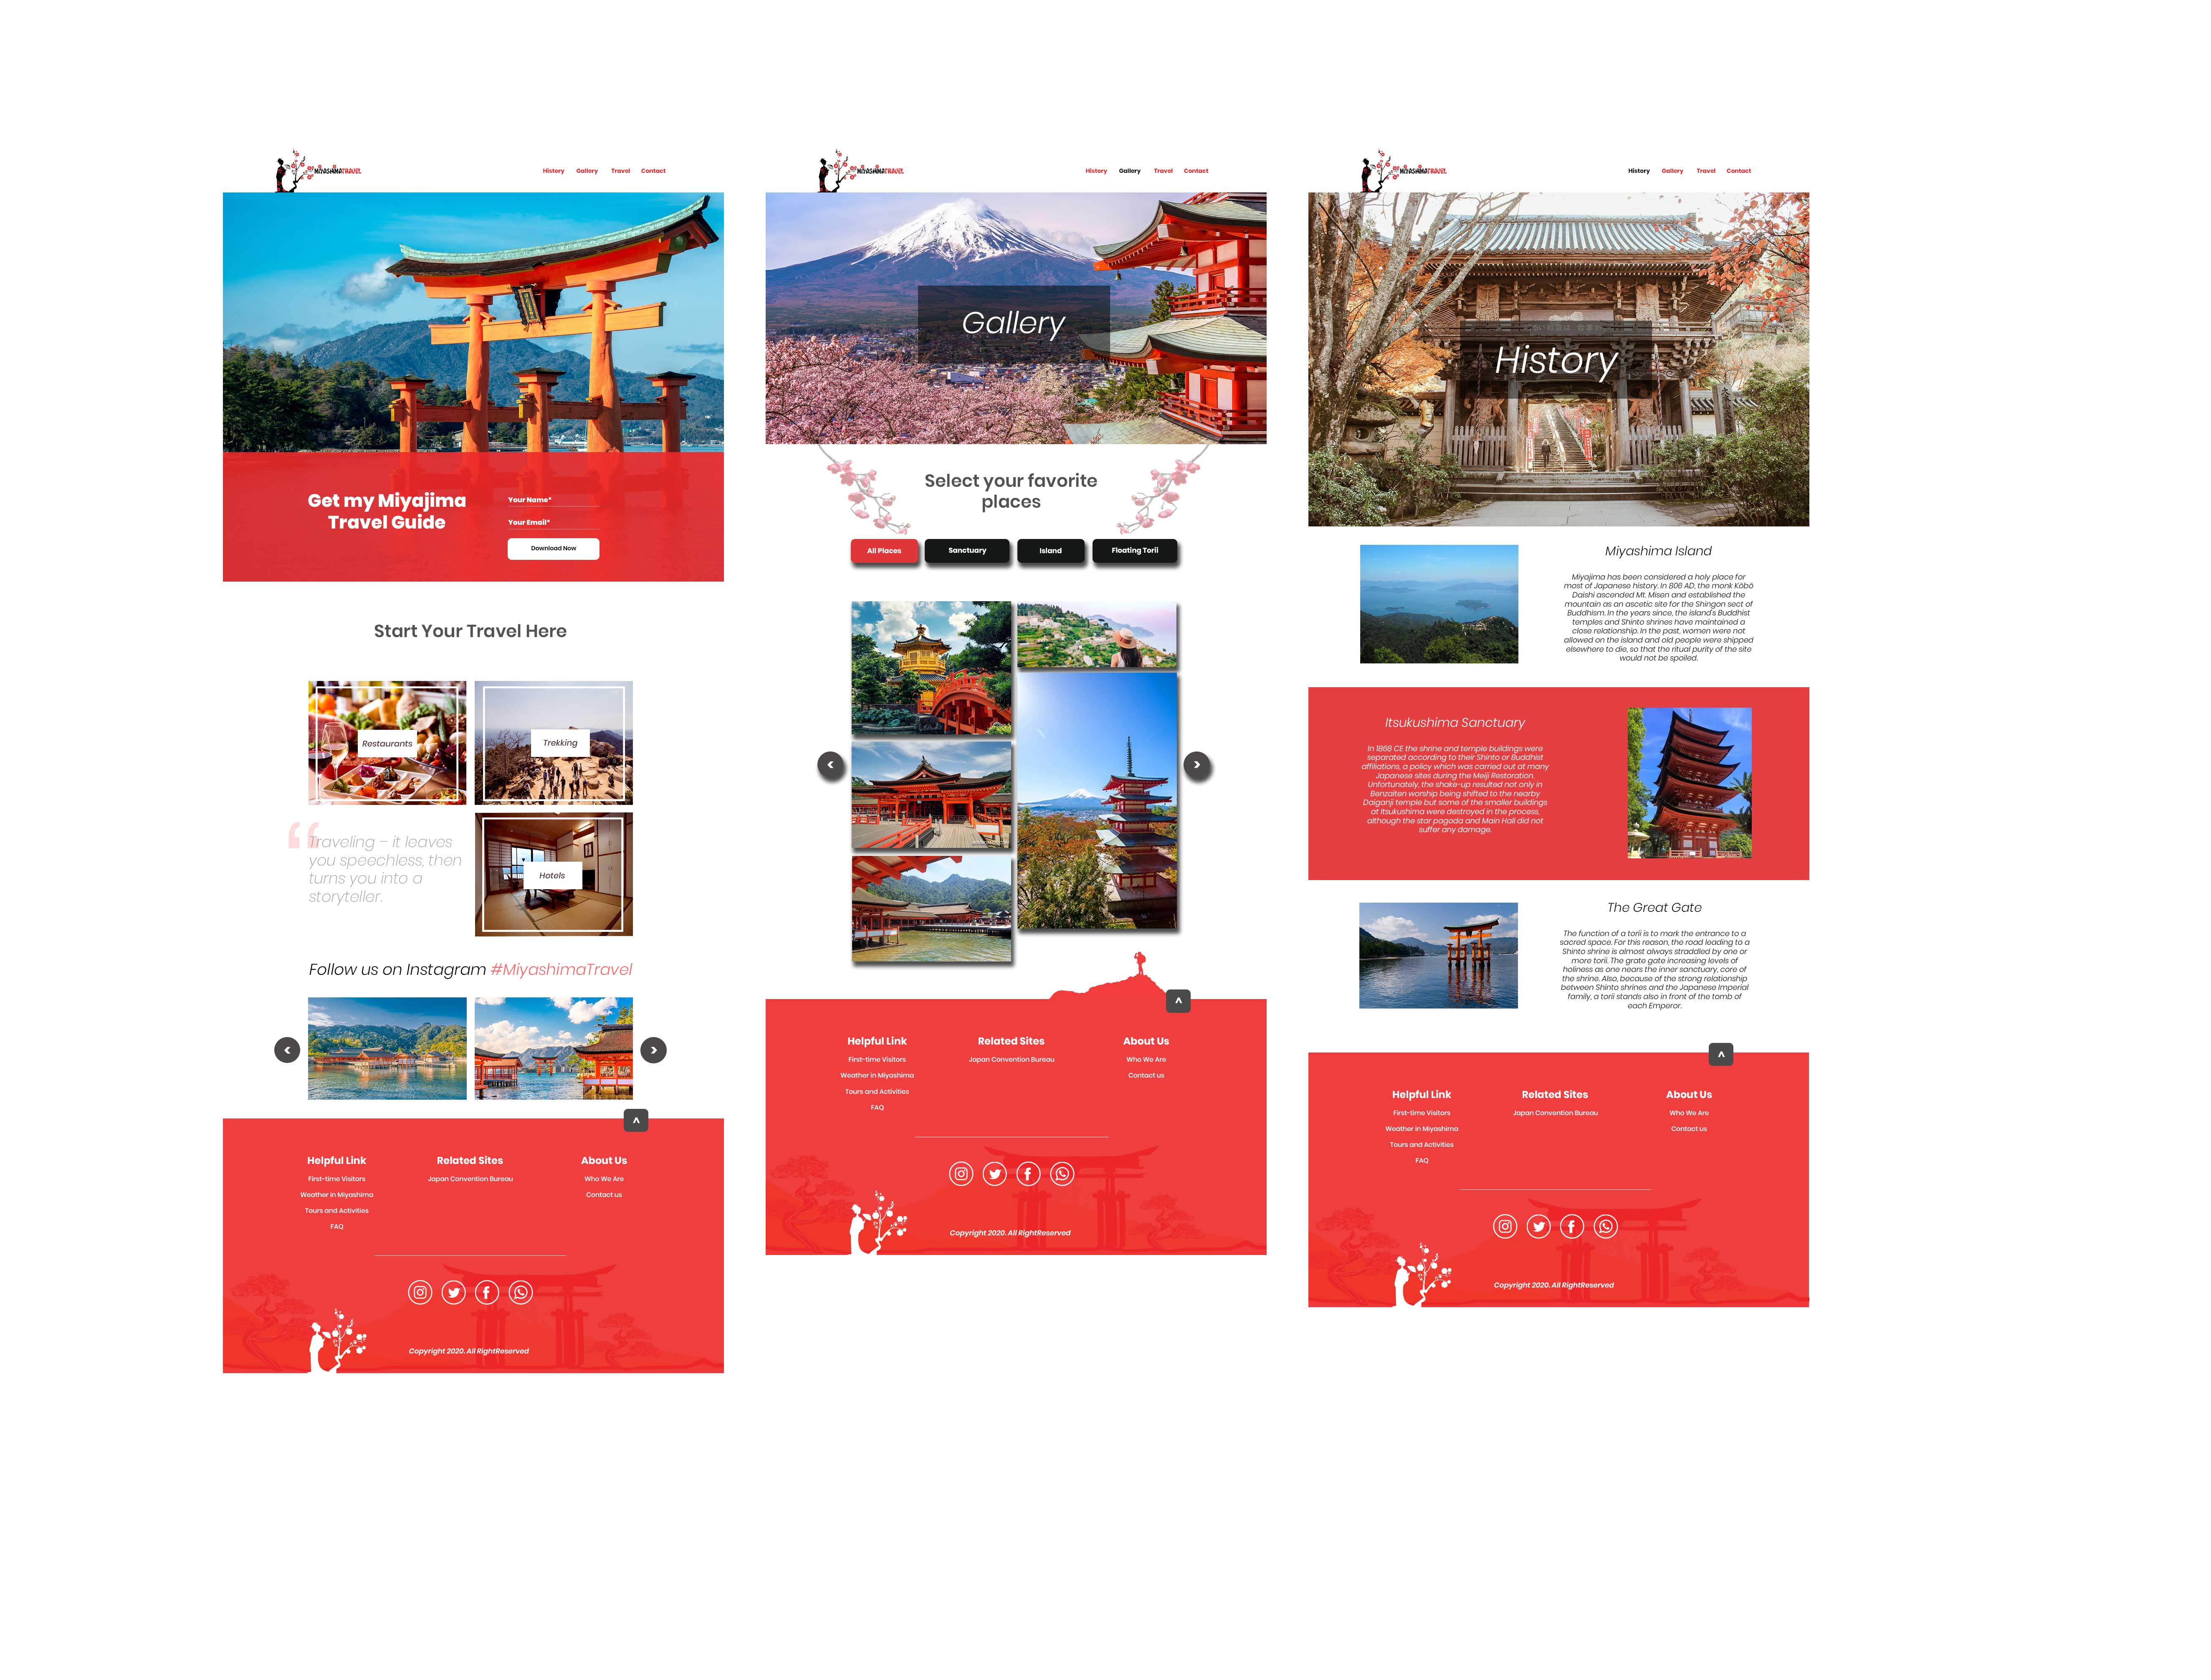 MIYASHIMATRAVEL
History
Gallery
Travel
Contact
Get my Miyajima
Travel Guide
Your Name*
Your Email*
Download Now
Start Your Travel Here
Restaurants
Trekking
“
Traveling – it leaves
you speechless, then
turns you into a
storyteller.
Hotels
Follow us on Instagram #MiyashimaTravel
<
>
^
Helpful Link
First-time Visitors
Weather in Miyashima
Tours and Activities
FAQ
Related Sites
Japan Convention Bureau
About Us
Who We Are
Contact us
Copyright 2020. All RightReserved
MIYASHIMATRAVEL
History
Gallery
Travel
Contact
Gallery
Select your favorite
places
All Places
Sanctuary
Island
Floating Torii
<
>
^
Helpful Link
First-time Visitors
Weather in Miyashima
Tours and Activities
FAQ
Related Sites
Japan Convention Bureau
About Us
Who We Are
Contact us
Copyright 2020. All RightReserved
MIYASHIMATRAVEL
History
Gallery
Travel
Contact
History
Miyashima Island
Miyajima has been considered a holy place for
most of Japanese history. In 806 AD, the monk Kōbō
Daishi ascended Mt. Misen and established the
mountain as an ascetic site for the Shingon sect of
Buddhism. In the years since, the island's Buddhist
temples and Shinto shrines have maintained a
close relationship. In the past, women were not
allowed on the island and old people were shipped
elsewhere to die, so that the ritual purity of the site
would not be spoiled.
Itsukushima Sanctuary
In 1868 CE the shrine and temple buildings were
separated according to their Shinto or Buddhist
affiliations, a policy which was carried out at many
Japanese sites during the Meiji Restoration.
Unfortunately, the shake-up resulted not only in
Benzaiten worship being shifted to the nearby
Daiganji temple but some of the smaller buildings
at Itsukushima were destroyed in the process,
although the star pagoda and Main Hall did not
suffer any damage.
The Great Gate
The function of a torii is to mark the entrance to a
sacred space. For this reason, the road leading to a
Shinto shrine is almost always straddled by one or
more torii. The grate gate increasing levels of
holiness as one nears the inner sanctuary, core of
the shrine. Also, because of the strong relationship
between Shinto shrines and the Japanese Imperial
family, a torii stands also in front of the tomb of
each Emperor.
^
Helpful Link
First-time Visitors
Weather in Miyashima
Tours and Activities
FAQ
Related Sites
Japan Convention Bureau
About Us
Who We Are
Contact us
Copyright 2020. All RightReserved